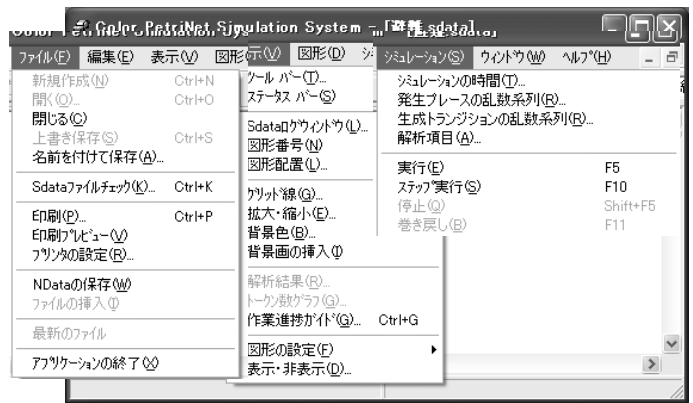 Color PetriNet Simulation System - [避難.sdata]
ファイル(F) 編集(E) 表示(V) 図形(D) シミュレーション(S) ウィンドウ(W) ヘルプ(H)
新規作成(N) Ctrl+N
開く(O)... Ctrl+O
閉じる(C)
上書き保存(S) Ctrl+S
名前を付けて保存(A)...
Sdataファイルチェック(K)... Ctrl+K
印刷(P)... Ctrl+P
印刷プレビュー(V)
プリンタの設定(R)...
NDataの保存(W)
ファイルの挿入(I)
最新のファイル
アプリケーションの終了(X)
ツール バー(T)...
ステータス バー(S)
Sdataログウィンドウ(L)...
図形番号(N)
図形配置(L)...
グリッド線(G)...
拡大・縮小(E)...
背景色(B)...
背景画の挿入(I)
解析結果(R)...
トークン数グラフ(G)...
作業進捗ガイド(G)... Ctrl+G
図形の設定(F)
表示・非表示(D)...
シミュレーションの時間(T)...
発生プレースの乱数系列(R)...
生成トランジションの乱数系列(R)...
解析項目(A)...
実行(E) F5
ステップ実行(S) F10
停止(Q) Shift+F5
巻き戻し(B) F11